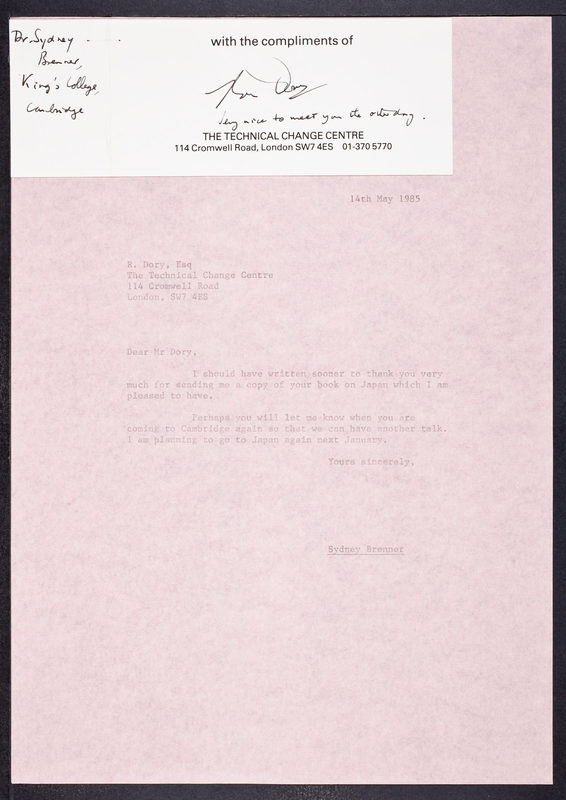 Dr. Sydney
Brenner,
King's College,
Cambridge
with the compliments of
Very nice to meet you the other day.
THE TECHNICAL CHANGE CENTRE
114 Cromwell Road, London SW7 4ES 01-370 5770
14th May 1985
R. Dory, Esq
The Technical Change Centre
114 Cromwell Road
London, SW7 4ES
Dear Mr Dory,
I should have written sooner to thank you very
much for sending me a copy of your book on Japan which I am
pleased to have.
Perhaps you will let me know when you are
coming to Cambridge again so that we can have another talk.
I am planning to go to Japan again next January.
Yours sincerely,
Sydney Brenner